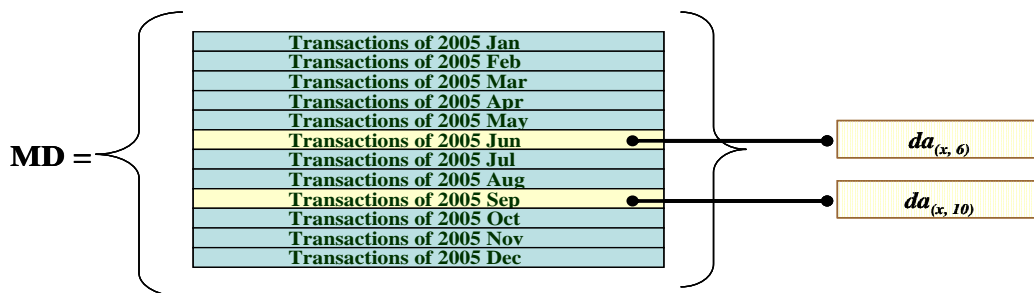 Transactions of 2005 Jan
Transactions of 2005 Feb
Transactions of 2005 Mar
Transactions of 2005 Apr
Transactions of 2005 May
Transactions of 2005 Jun
Transactions of 2005 Jul
Transactions of 2005 Aug
Transactions of 2005 Sep
Transactions of 2005 Oct
Transactions of 2005 Nov
Transactions of 2005 Dec
MD =
da(x, 6)
da(x, 10)